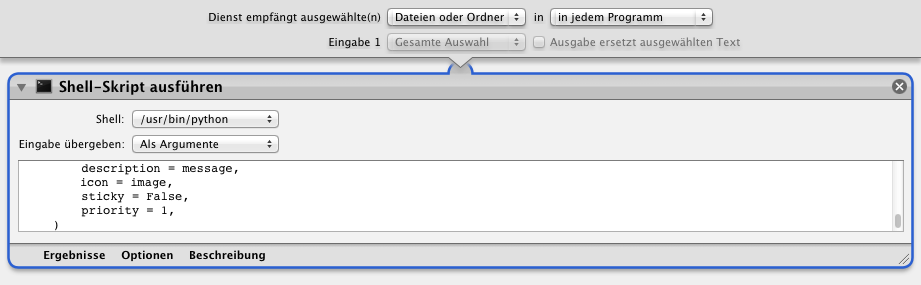 Dienst empfängt ausgewählte(n) Dateien oder Ordner in in jedem Programm
Eingabe 1 Gesamte Auswahl Ausgabe ersetzt ausgewählten Text
Shell-Skript ausführen
Shell: /usr/bin/python
Eingabe übergeben: Als Argumente
description = message,
icon = image,
sticky = False,
priority = 1,
)
Ergebnisse Optionen Beschreibung